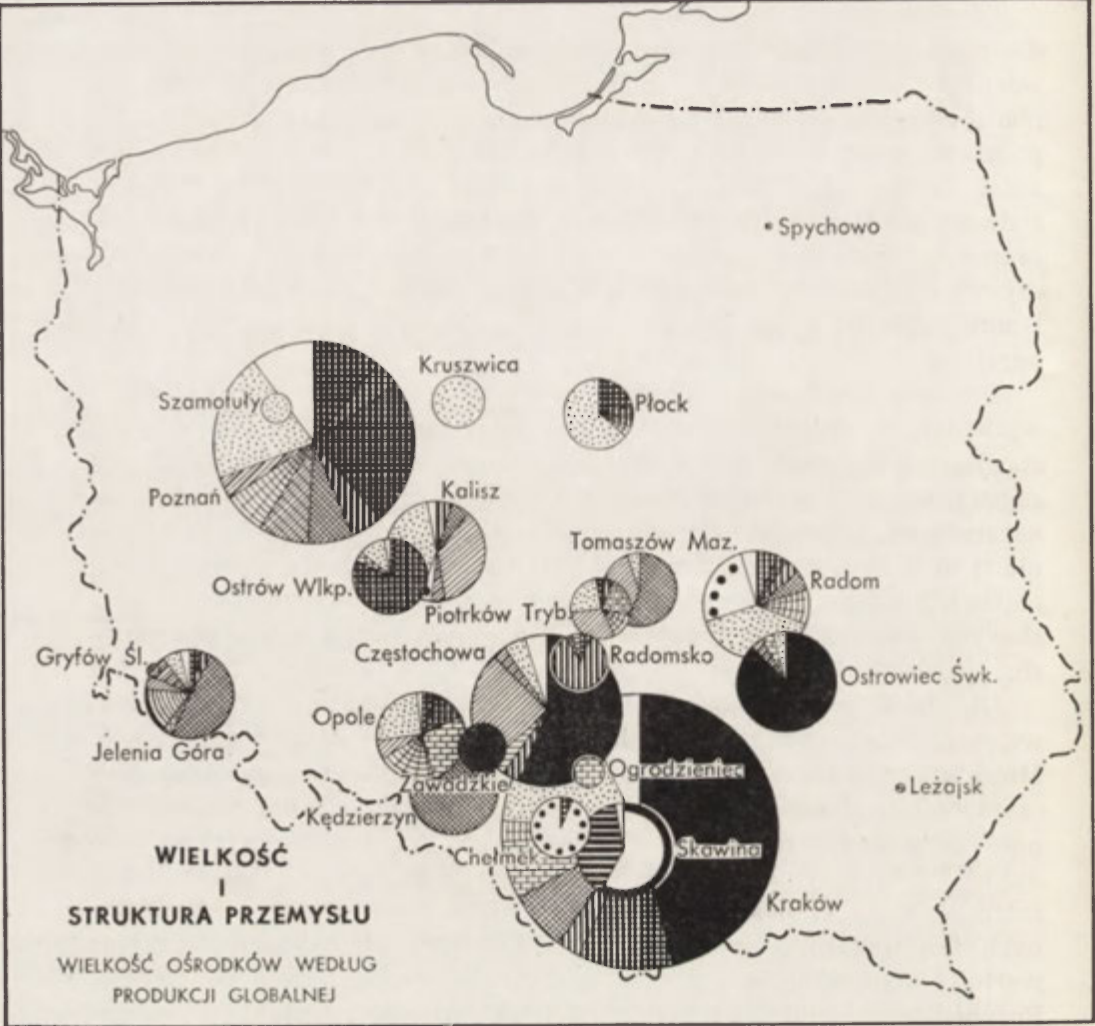 Spychowo
Kruszwica
Szamotuły
Płock
Poznań
Kalisz
Tomaszów Maz.
Ostrów Wlkp.
Radom
Piotrków Tryb.
Częstochowa
Radomsko
Gryfów Śl.
Ostrowiec Świk.
Opole
Jelenia Góra
Ogrodzieniec
Zawadzkie
Leżajsk
Kędzierzyn
Chełmek
Skawina
Kraków
WIELKOŚĆ
I
STRUKTURA PRZEMYSŁU
WIELKOŚĆ OŚRODKÓW WEDŁUG
PRODUKCJI GLOBALNEJ